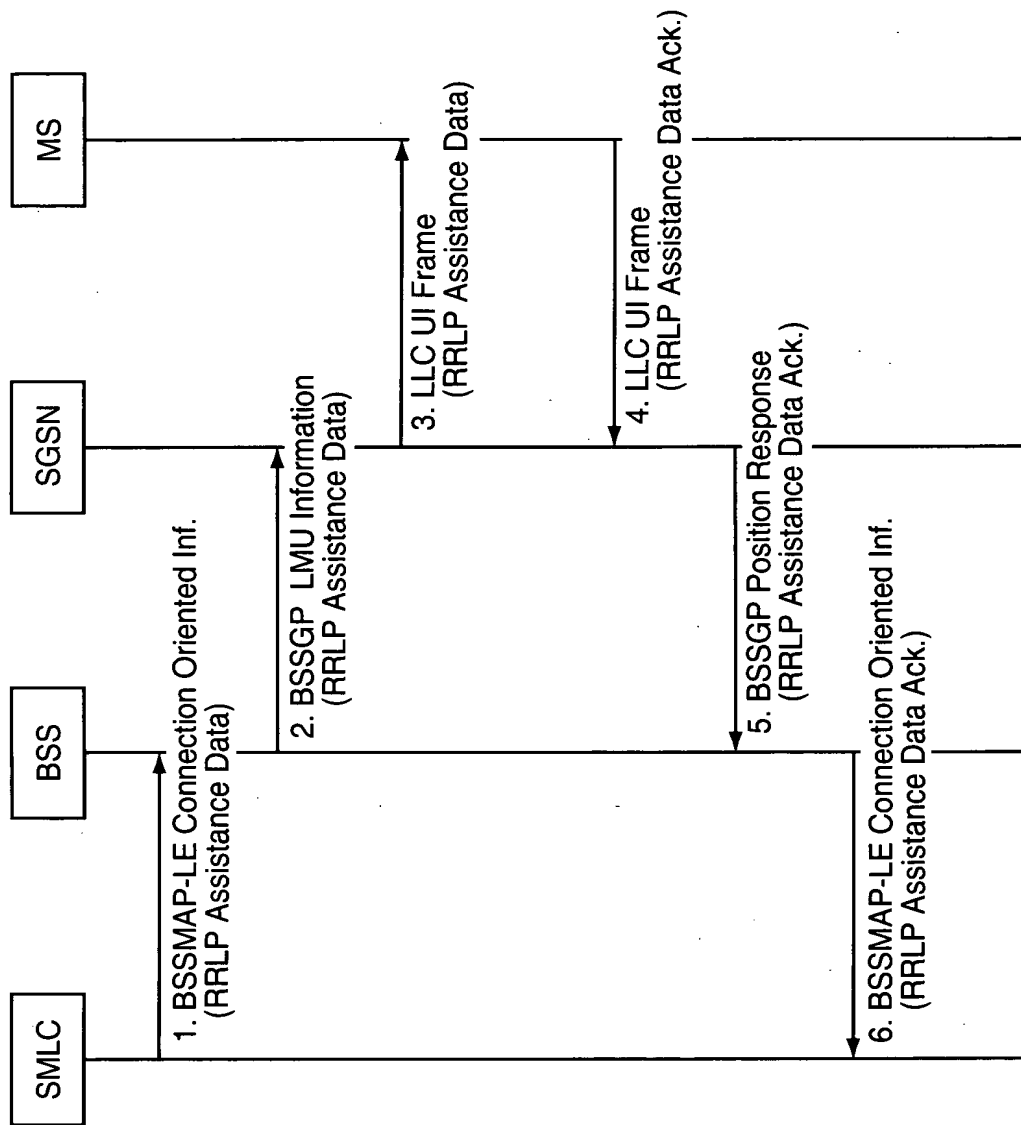 SMLC
BSS
SGSN
MS
1. BSSMAP-LE Connection Oriented Inf.
(RRLP Assistance Data)
2. BSSGP LMU Information
(RRLP Assistance Data)
3. LLC UI Frame
(RRLP Assistance Data)
4. LLC UI Frame
(RRLP Assistance Data Ack.)
5. BSSGP Position Response
(RRLP Assistance Data Ack.)
6. BSSMAP-LE Connection Oriented Inf.
(RRLP Assistance Data Ack.)